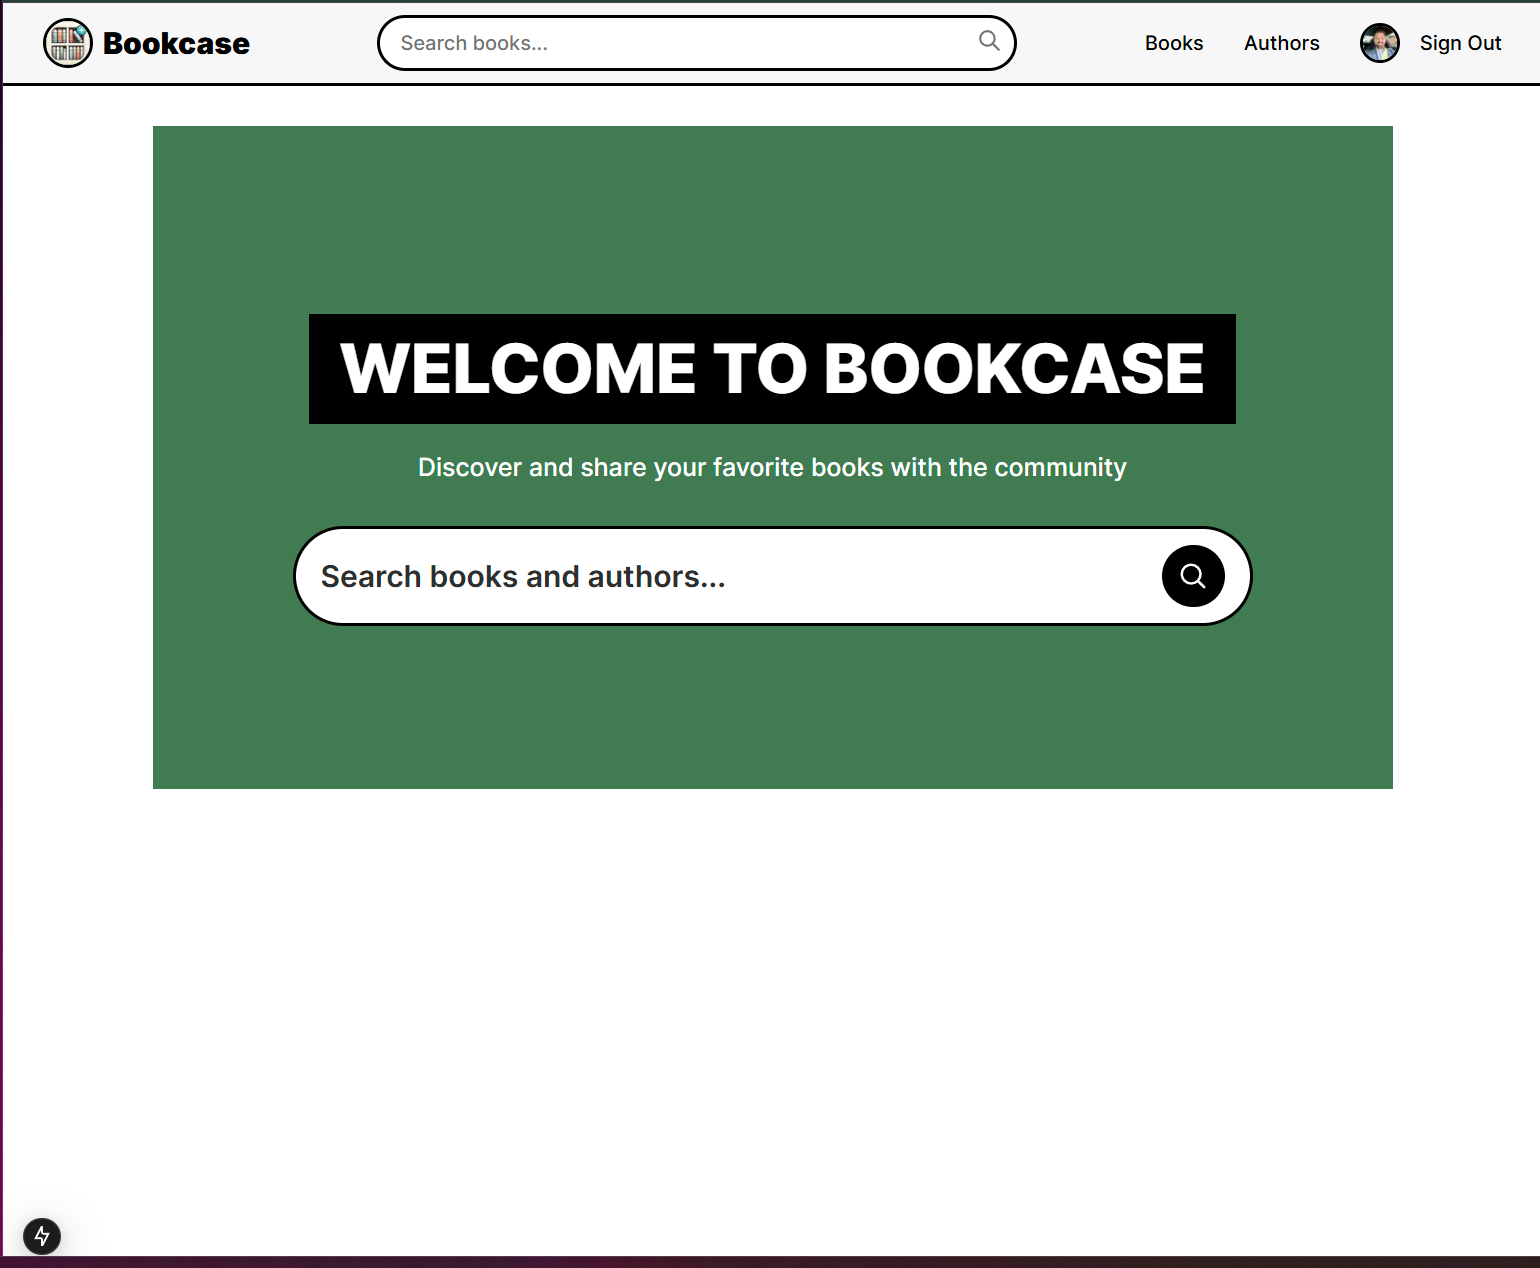 Bookcase
Search books...
Books
Authors
Sign Out
WELCOME TO BOOKCASE
Discover and share your favorite books with the community
Search books and authors...